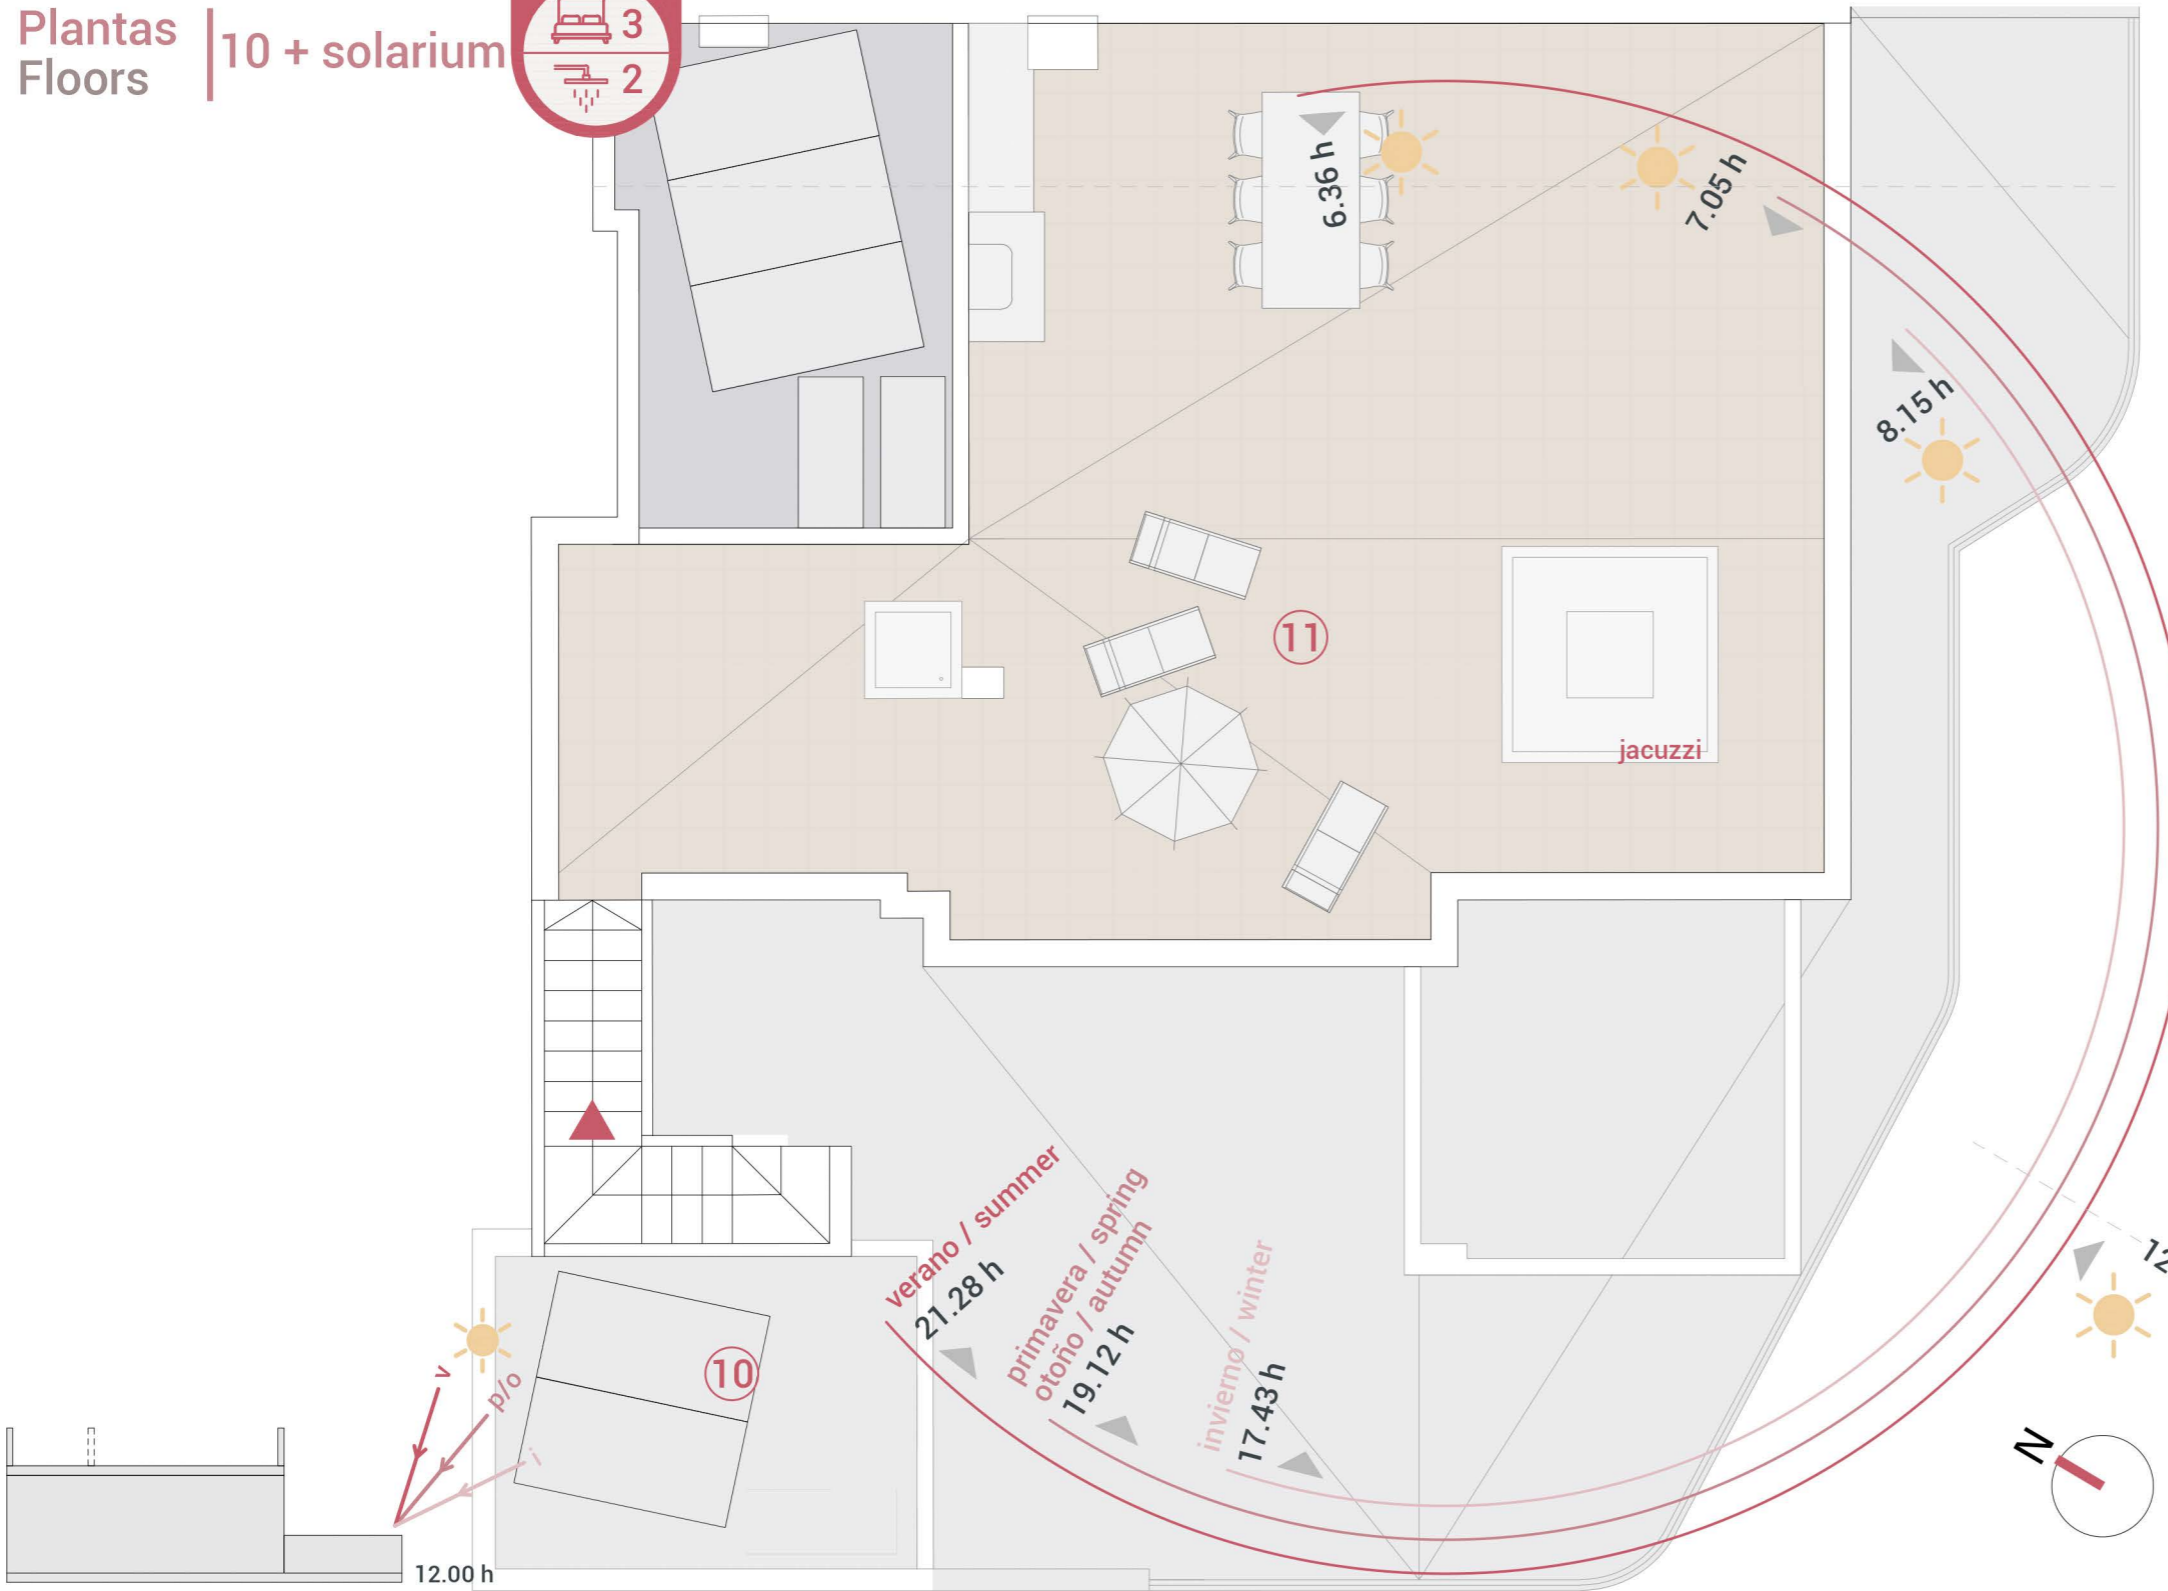 Plantas
Floors
10 + solarium
3
2
6.36 h
7.05 h
8.15 h
11
jacuzzi
verano / summer
21.28 h
primavera / spring
otoño / autumn
19.12 h
invierno / winter
17.43 h
12
10
v
p/o
i
12.00 h
N